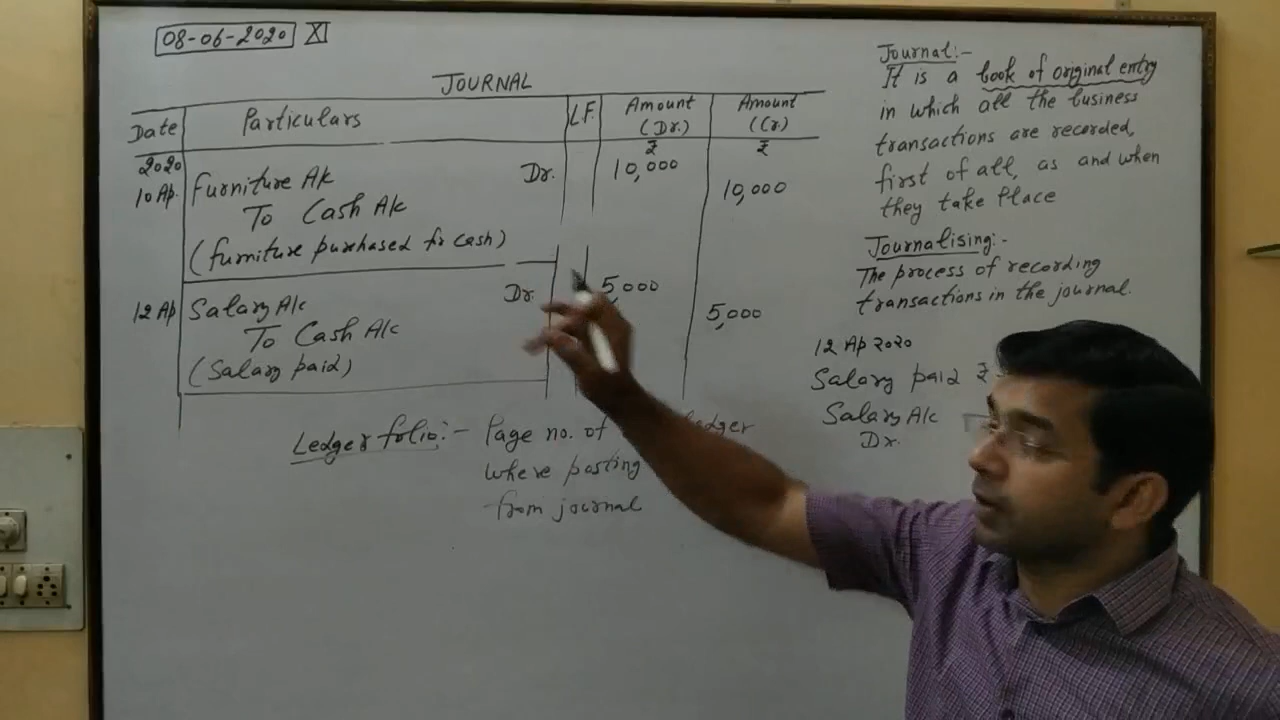 08-06-2020 XI
JOURNAL
Date Particulars L.F. Amount (Dr.) Amount (Cr.)
₹ ₹
2020
10 Ap. Furniture A/c Dr. 10,000
To Cash A/c 10,000
(furniture purchased for cash)
12 Ap Salary A/c Dr 5,000
To Cash A/c 5,000
(Salary paid)
Ledger folio:- Page no. of ledger
where posting
from journal
Journal:-
It is a book of original entry
in which all the business
transactions are recorded,
first of all, as and when
they take place
Journalising:-
The process of recording
transactions in the journal.
12 Ap 2020
Salary paid ₹
Salary A/c
Dr.